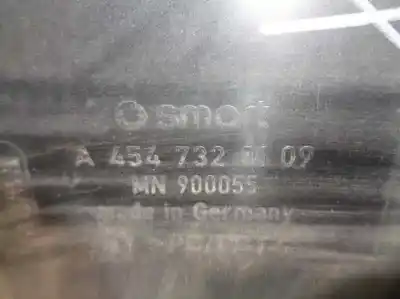 smart
A 454 732 01 09
MN 900055
made in Germany